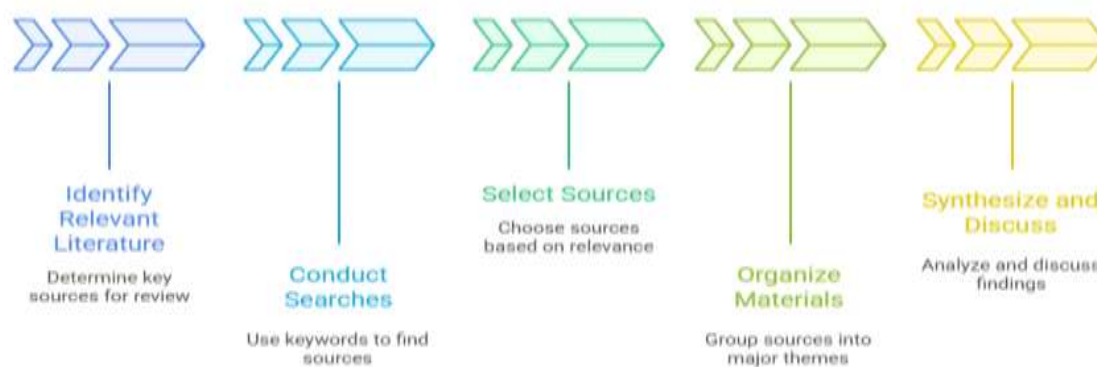 Identify
Relevant
Literature
Determine key
sources for review
Conduct
Searches
Use keywords to find
sources
Select Sources
Choose sources
based on relevance
Organize
Materials
Group sources into
major themes
Synthesize and
Discuss
Analyze and discuss
findings